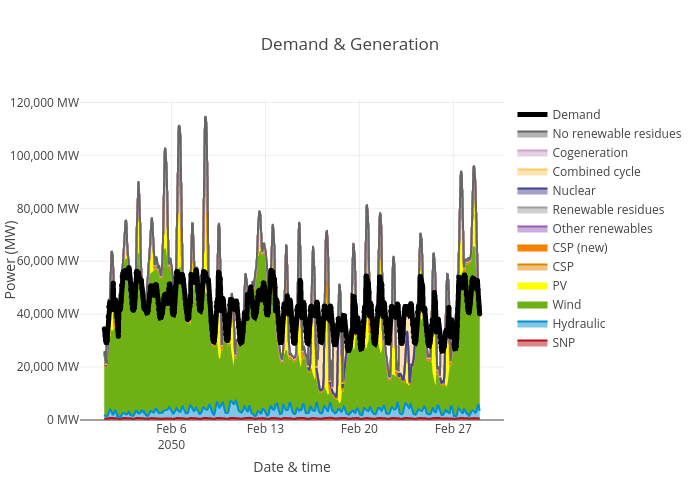 Demand & Generation
120,000 MW
100,000 MW
80,000 MW
60,000 MW
40,000 MW
20,000 MW
0 MW
Power (MW)
Feb 6
2050
Feb 13
Feb 20
Feb 27
Date & time
Demand
No renewable residues
Cogeneration
Combined cycle
Nuclear
Renewable residues
Other renewables
CSP (new)
CSP
PV
Wind
Hydraulic
SNP